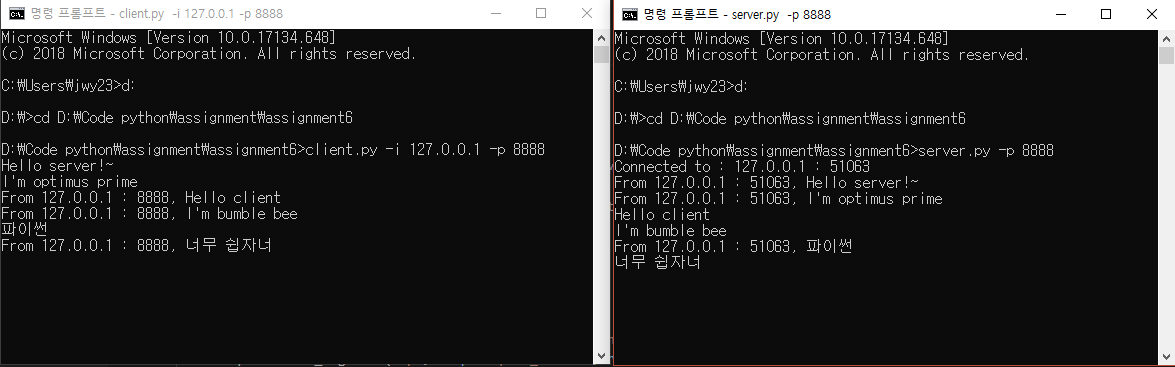 명령 프롬프트 - client.py -i 127.0.0.1 -p 8888
Microsoft Windows [Version 10.0.17134.648]
(c) 2018 Microsoft Corporation. All rights reserved.
C:₩Users₩jwy23>d:
D:₩>cd D:₩Code python₩assignment₩assignment6
D:₩Code python₩assignment₩assignment6>client.py -i 127.0.0.1 -p 8888
Hello server!~
I'm optimus prime
From 127.0.0.1 : 8888, Hello client
From 127.0.0.1 : 8888, I'm bumble bee
파이썬
From 127.0.0.1 : 8888, 너무 쉽자너
명령 프롬프트 - server.py -p 8888
Microsoft Windows [Version 10.0.17134.648]
(c) 2018 Microsoft Corporation. All rights reserved.
C:₩Users₩jwy23>d:
D:₩>cd D:₩Code python₩assignment₩assignment6
D:₩Code python₩assignment₩assignment6>server.py -p 8888
Connected to : 127.0.0.1 : 51063
From 127.0.0.1 : 51063, Hello server!~
From 127.0.0.1 : 51063, I'm optimus prime
Hello client
I'm bumble bee
From 127.0.0.1 : 51063, 파이썬
너무 쉽자너